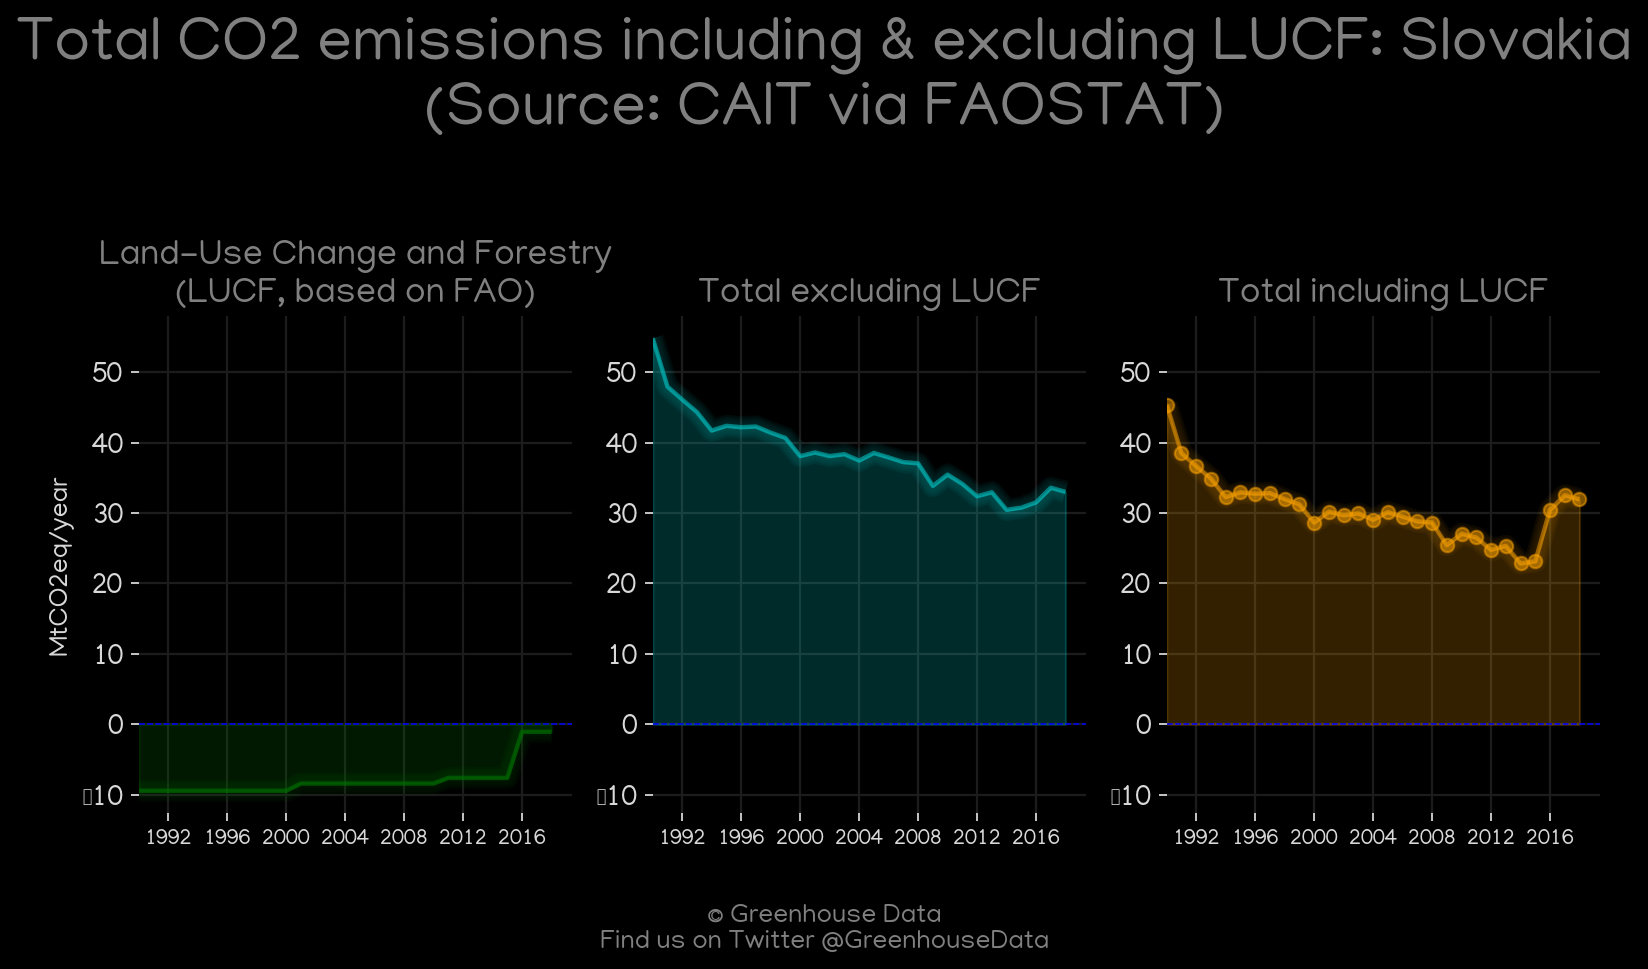 Total CO2 emissions including & excluding LUCF: Slovakia
(Source: CAIT via FAOSTAT)
Land-Use Change and Forestry
(LUCF, based on FAO)
MtCO2eq/year
50
40
30
20
10
0
▯10
1992 1996 2000 2004 2008 2012 2016
Total excluding LUCF
50
40
30
20
10
0
▯10
1992 1996 2000 2004 2008 2012 2016
Total including LUCF
50
40
30
20
10
0
▯10
1992 1996 2000 2004 2008 2012 2016
© Greenhouse Data
Find us on Twitter @GreenhouseData